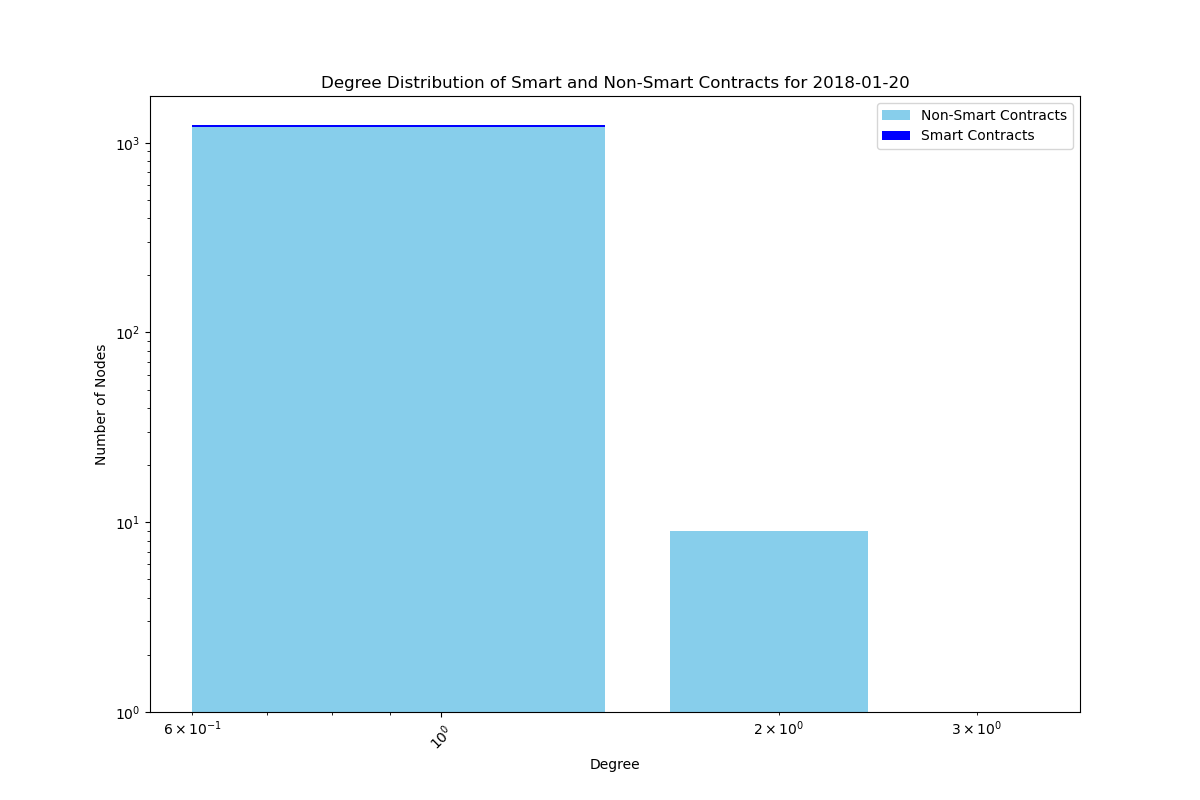 Degree Distribution of Smart and Non-Smart Contracts for 2018-01-20
Non-Smart Contracts
Smart Contracts
Number of Nodes
10³
10²
10¹
10⁰
6 × 10⁻¹
10⁰
2 × 10⁰
3 × 10⁰
Degree